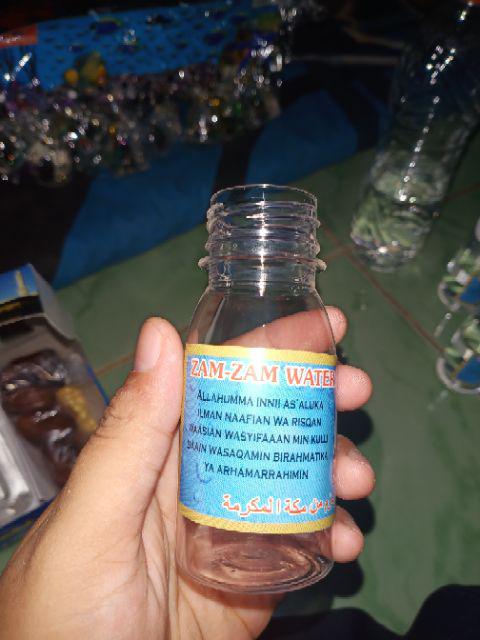 ZAM-ZAM WATER
ALLAHUMMA INNII AS'ALUKA
ILMAN NAAFIAN WA RISQAN
WAASIAN WASYIFAAAN MIN KULLI
DAAIN WASAQAMIN BIRAHMATIKA
YA ARHAMARRAHIMIN
من مكة المكرمة